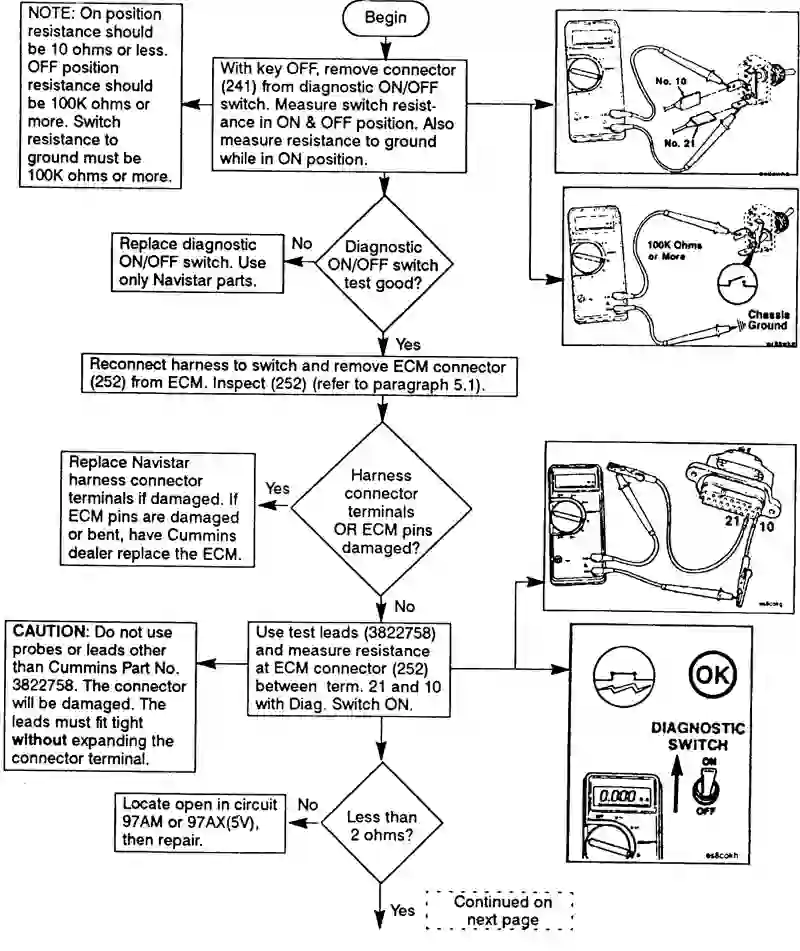 NOTE: On position
resistance should
be 10 ohms or less.
OFF position
resistance should
be 100K ohms or
more. Switch
resistance to
ground must be
100K ohms or more.
Begin
With key OFF, remove connector
(241) from diagnostic ON/OFF
switch. Measure switch resist-
ance in ON & OFF position. Also
measure resistance to ground
while in ON position.
No. 10
No. 21
Replace diagnostic
ON/OFF switch. Use
only Navistar parts.
No
Diagnostic
ON/OFF switch
test good?
100K Ohms
or More
Chassis
Ground
Yes
Reconnect harness to switch and remove ECM connector
(252) from ECM. Inspect (252) (refer to paragraph 5.1).
Replace Navistar
harness connector
terminals if damaged. If
ECM pins are damaged
or bent, have Cummins
dealer replace the ECM.
Yes
Harness
connector
terminals
OR ECM pins
damaged?
21 10
es8cokg
No
CAUTION: Do not use
probes or leads other
than Cummins Part No.
3822758. The connector
will be damaged. The
leads must fit tight
without expanding the
connector terminal.
Use test leads (3822758)
and measure resistance
at ECM connector (252)
between term. 21 and 10
with Diag. Switch ON.
OK
DIAGNOSTIC
SWITCH
ON
OFF
0.000
es8cokh
Locate open in circuit
97AM or 97AX(5V),
then repair.
No
Less than
2 ohms?
Yes
Continued on
next page